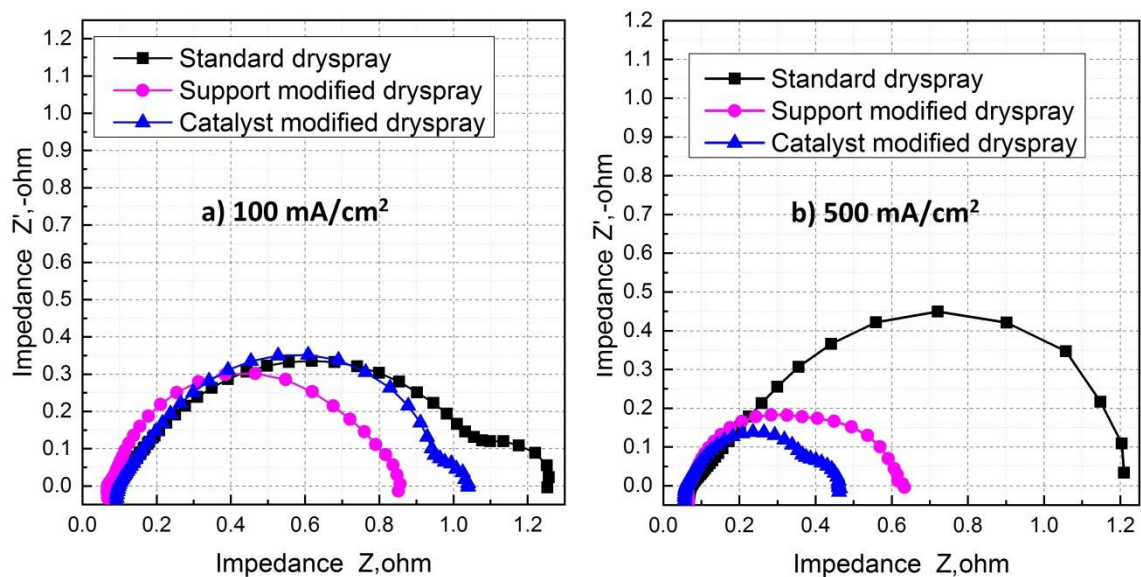 1.2
1.1
1.0
0.9
0.8
0.7
0.6
0.5
0.4
0.3
0.2
0.1
0.0
Impedance Z',-ohm
Standard dryspray
Support modified dryspray
Catalyst modified dryspray
a) 100 mA/cm²
0.0 0.2 0.4 0.6 0.8 1.0 1.2
Impedance Z,ohm
1.2
1.1
1.0
0.9
0.8
0.7
0.6
0.5
0.4
0.3
0.2
0.1
0.0
Impedance Z',-ohm
Standard dryspray
Support modified dryspray
Catalyst modified dryspray
b) 500 mA/cm²
0.0 0.2 0.4 0.6 0.8 1.0 1.2
Impedance Z,ohm